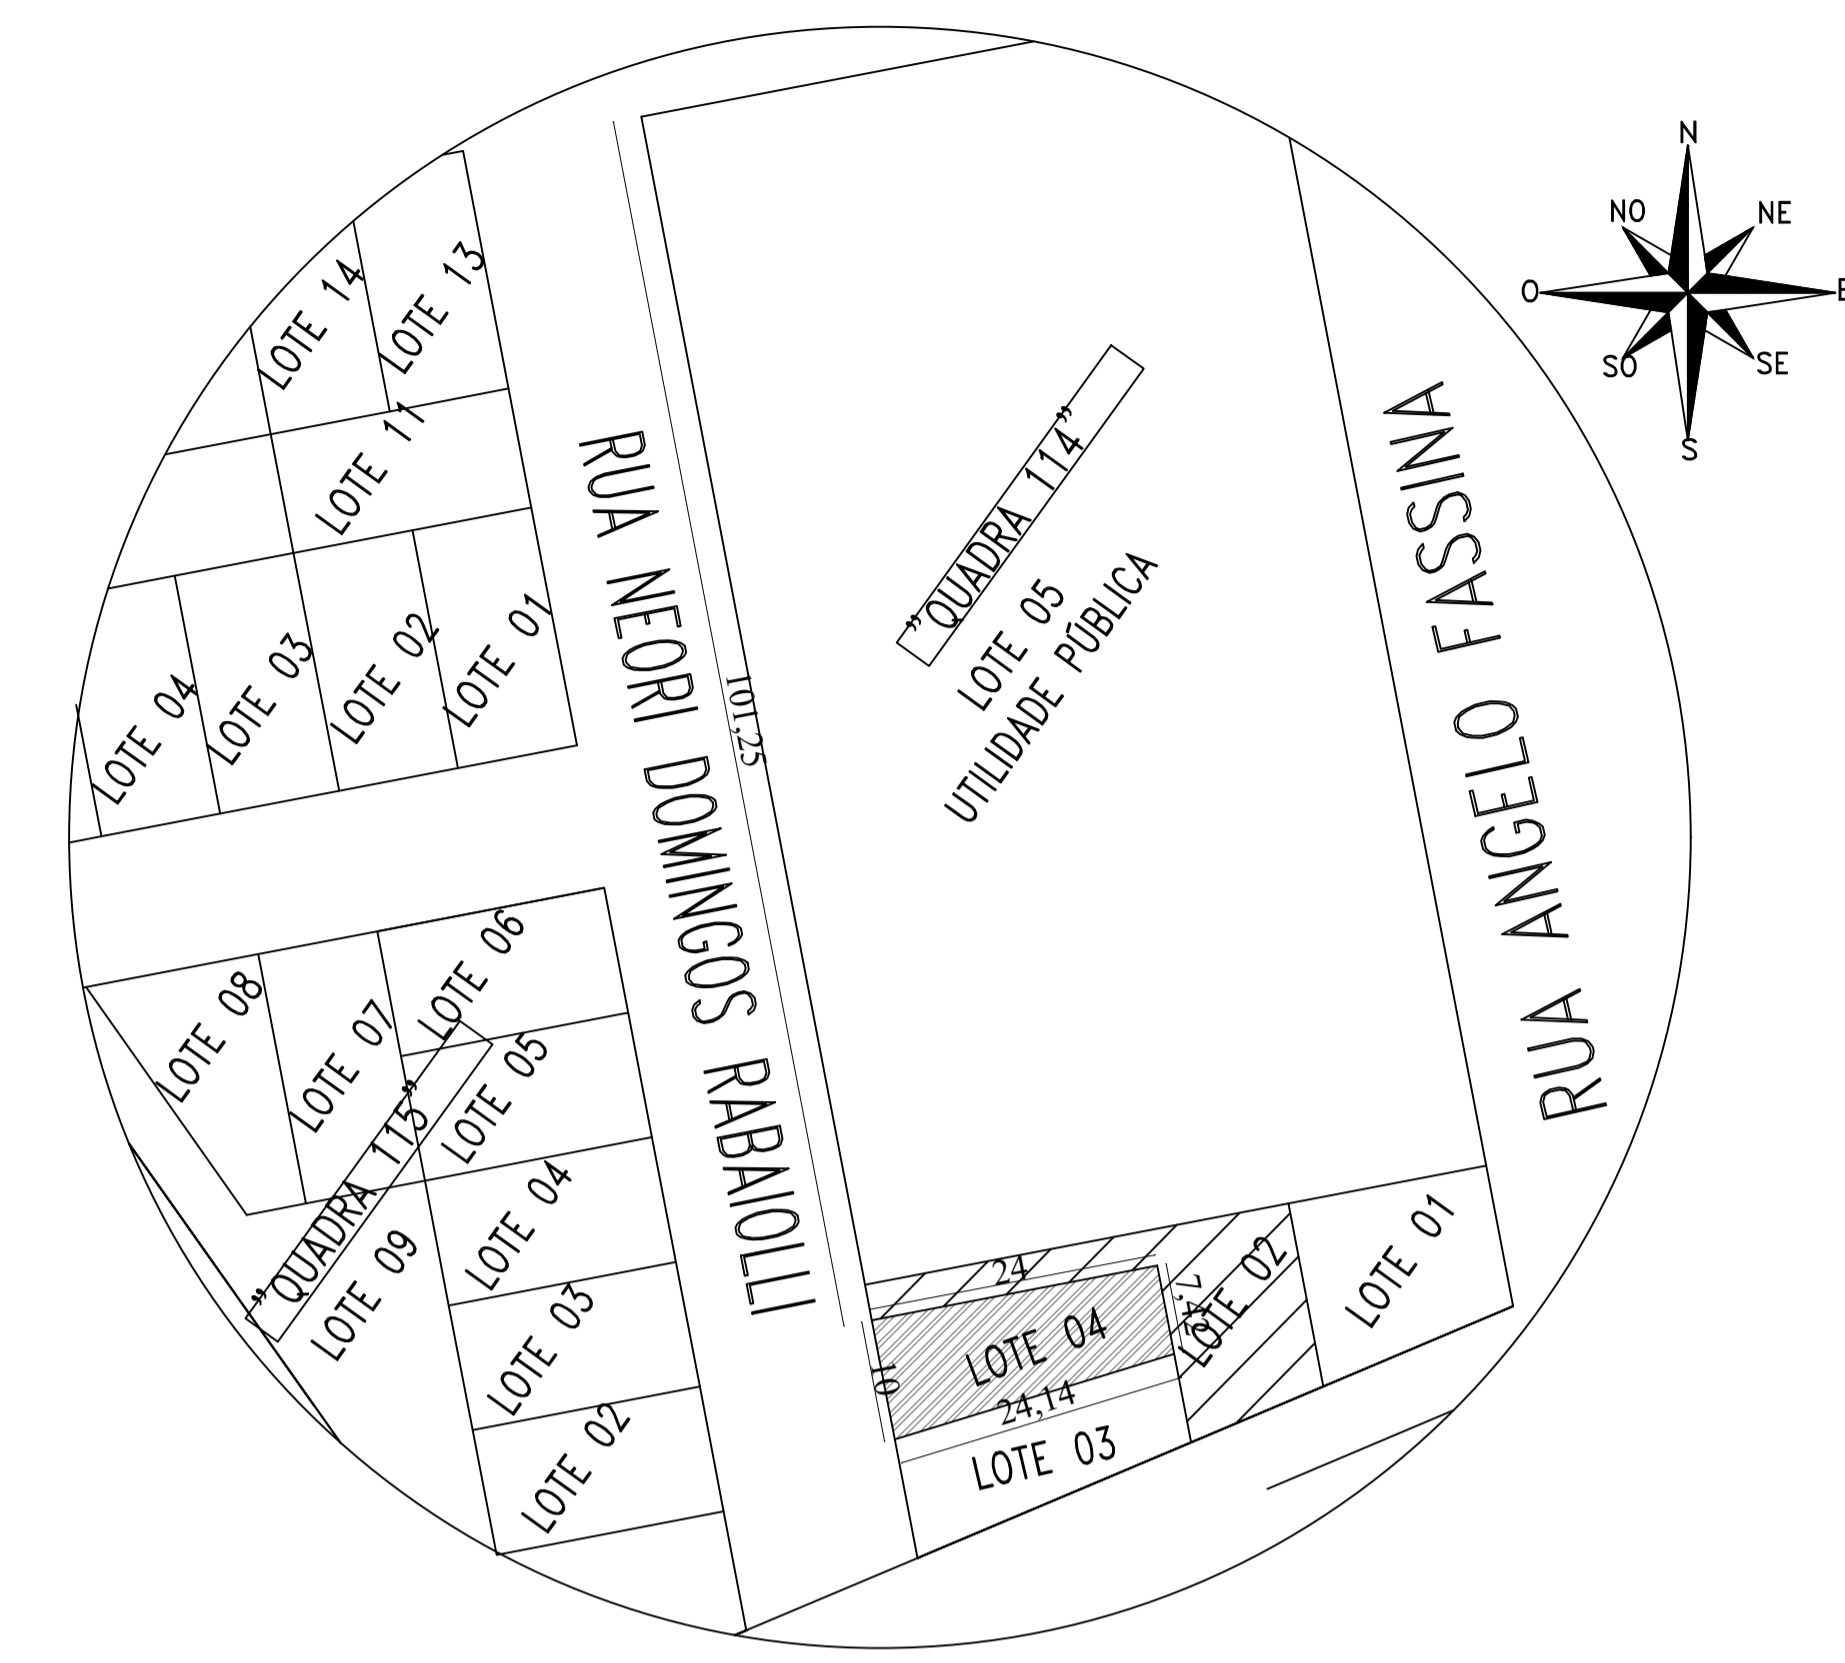 N
NO
NE
O
E
SO
SE
S
LOTE 14
LOTE 13
LOTE 11
LOTE 04
LOTE 03
LOTE 02
LOTE 01
RUA NEORI DOMINGOS RABAIOLLI
101,25
"QUADRA 114"
LOTE 05
UTILIDADE PÚBLICA
RUA ANGELO FASSINA
LOTE 08
LOTE 07
LOTE 06
LOTE 05
"QUADRA 115"
LOTE 09
LOTE 04
LOTE 03
LOTE 02
24
LOTE 04
10
24,14
LOTE 03
LOTE 02
LOTE 01